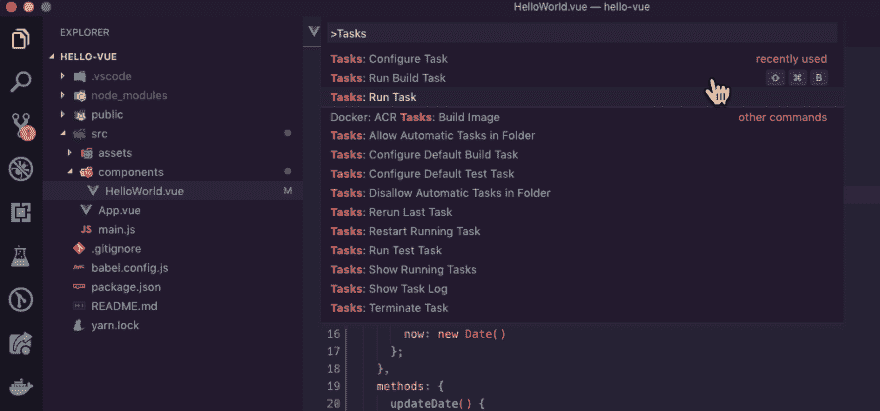 HelloWorld.vue — hello-vue
EXPLORER
HELLO-VUE
.vscode
node_modules
public
src
assets
components
HelloWorld.vue M
App.vue
JS main.js
.gitignore
babel.config.js
package.json
README.md
yarn.lock
>Tasks
Tasks: Configure Task recently used
Tasks: Run Build Task ⇧ ⌘ B
Tasks: Run Task
Docker: ACR Tasks: Build Image other commands
Tasks: Allow Automatic Tasks in Folder
Tasks: Configure Default Build Task
Tasks: Configure Default Test Task
Tasks: Disallow Automatic Tasks in Folder
Tasks: Rerun Last Task
Tasks: Restart Running Task
Tasks: Run Test Task
Tasks: Show Running Tasks
Tasks: Show Task Log
Tasks: Terminate Task
16 now: new Date()
17 };
18 },
19 methods: {
20 updateDate() {